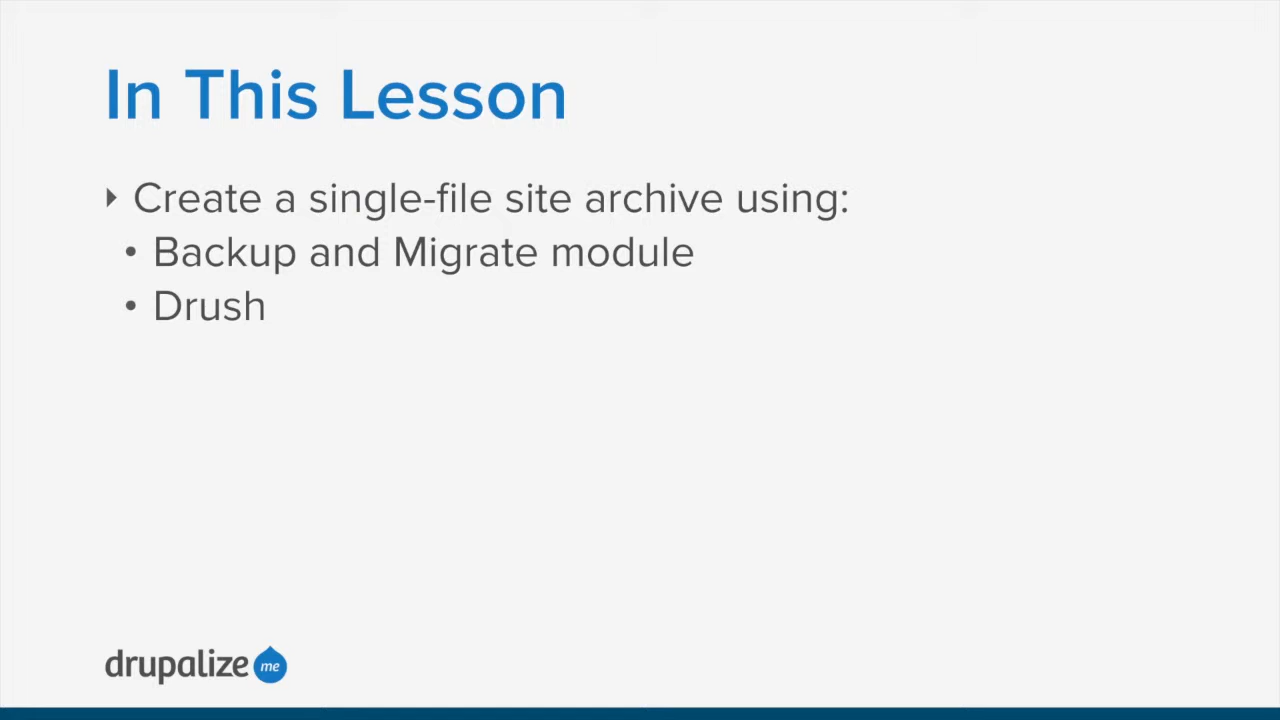 In This Lesson
‣ Create a single-file site archive using:
• Backup and Migrate module
• Drush
drupalize me